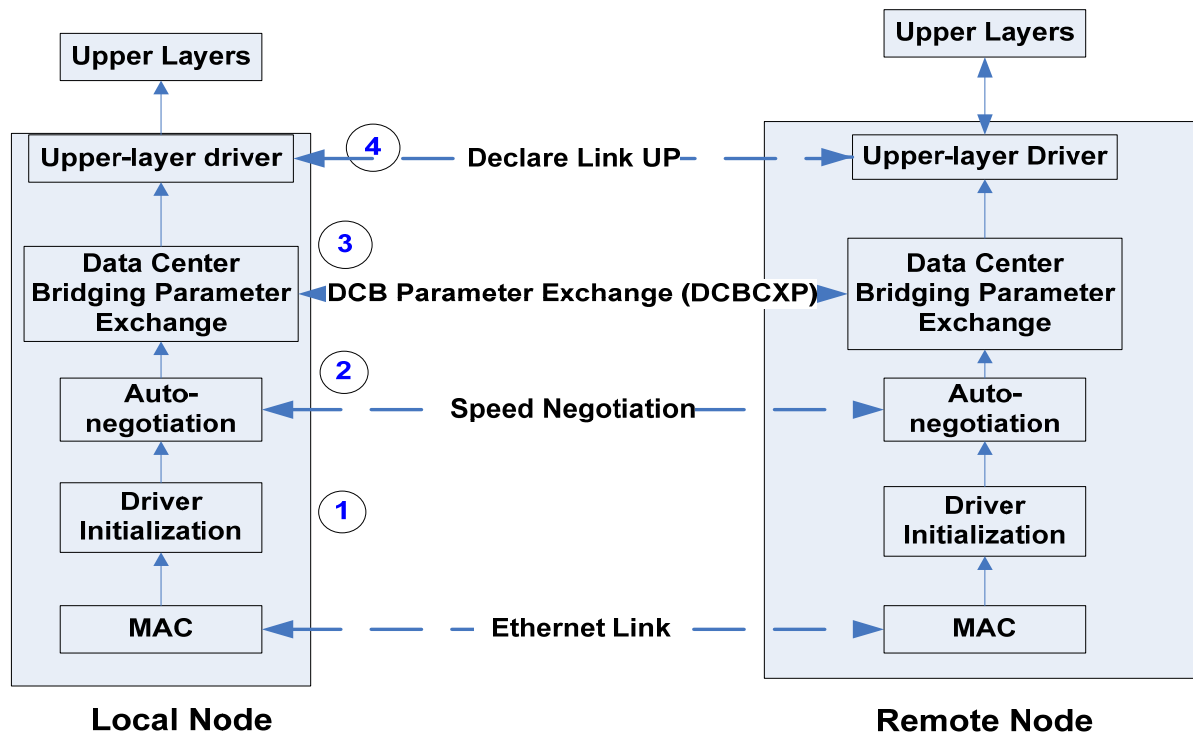 Upper Layers
Upper Layers
4
Upper-layer driver
Declare Link UP
Upper-layer Driver
3
Data Center
Bridging Parameter
Exchange
DCB Parameter Exchange (DCBCXP)
Data Center
Bridging Parameter
Exchange
2
Auto-
negotiation
Speed Negotiation
Auto-
negotiation
Driver
Initialization
1
Driver
Initialization
MAC
Ethernet Link
MAC
Local Node
Remote Node